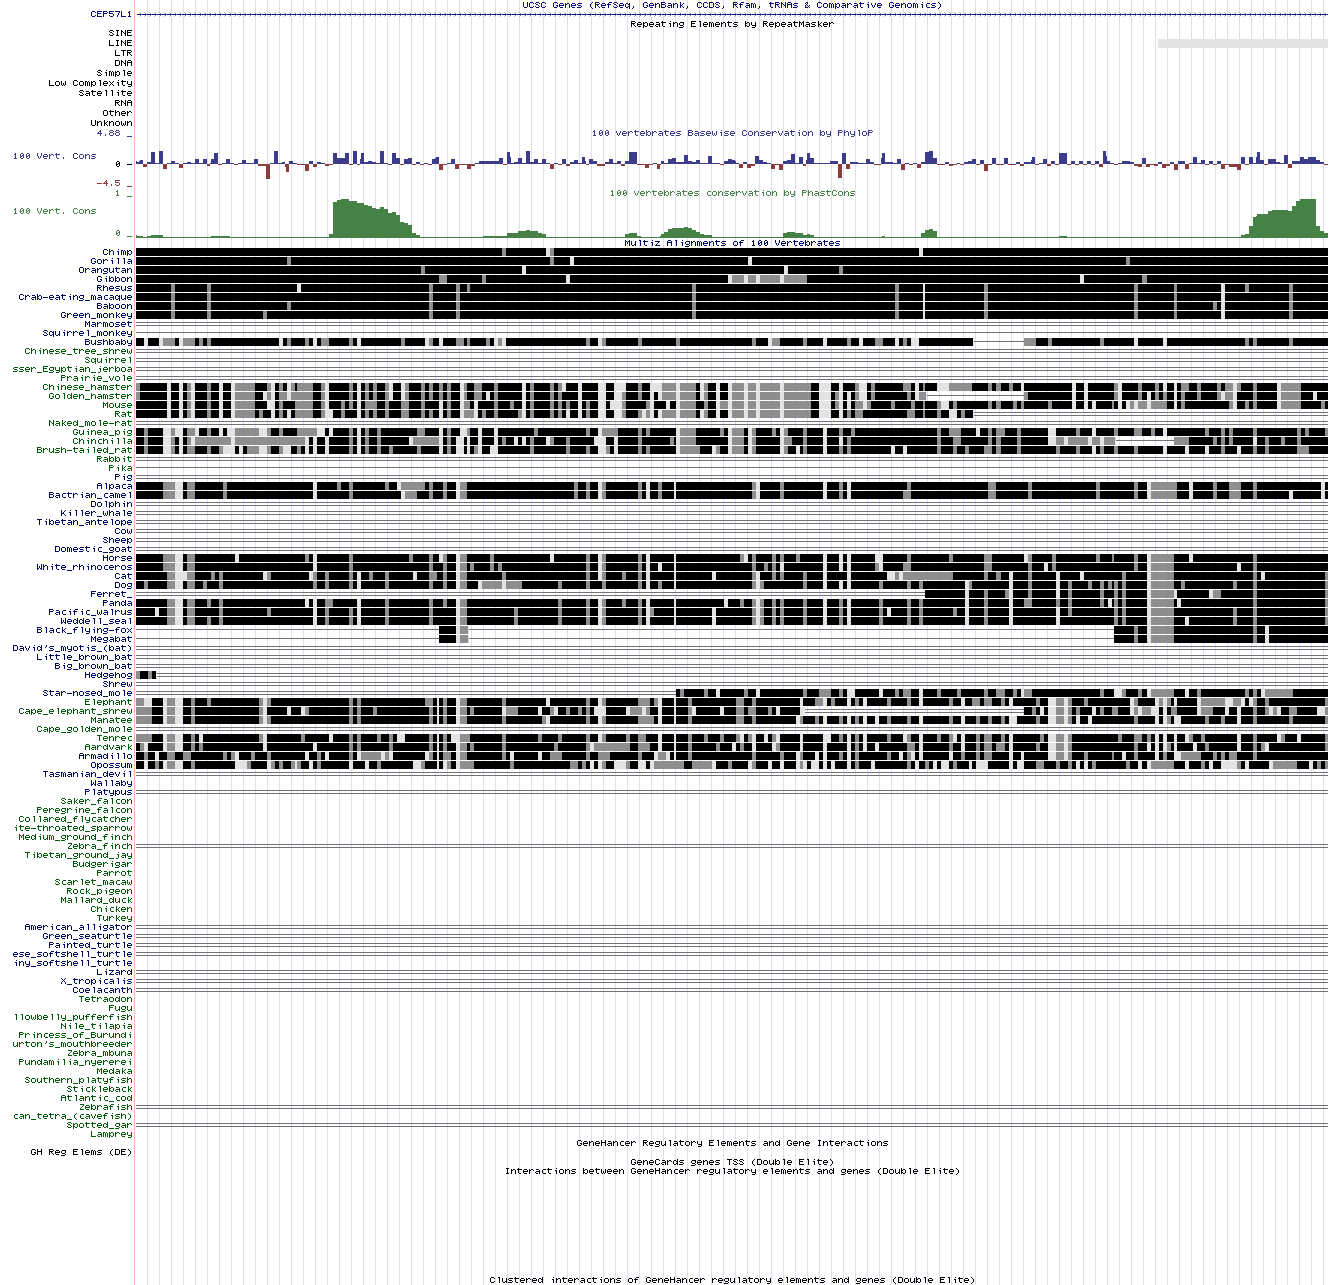 UCSC Genes (RefSeq, GenBank, CCDS, Rfam, tRNAs & Comparative Genomics)
CEP57L1
Repeating Elements by RepeatMasker
SINE
LINE
LTR
DNA
Simple
Low Complexity
Satellite
RNA
Other
Unknown
4.88 _
100 vertebrates Basewise Conservation by PhyloP
100 Vert. Cons
0 -
-4.5 _
100 vertebrates conservation by PhastCons
1 _
100 Vert. Cons
0 _
Multiz Alignments of 100 Vertebrates
Chimp
Gorilla
Orangutan
Gibbon
Rhesus
Crab-eating_macaque
Baboon
Green_monkey
Marmoset
Squirrel_monkey
Bushbaby
Chinese_tree_shrew
Squirrel
sser_Egyptian_jerboa
Prairie_vole
Chinese_hamster
Golden_hamster
Mouse
Rat
Naked_mole-rat
Guinea_pig
Chinchilla
Brush-tailed_rat
Rabbit
Pika
Pig
Alpaca
Bactrian_camel
Dolphin
Killer_whale
Tibetan_antelope
Cow
Sheep
Domestic_goat
Horse
White_rhinoceros
Cat
Dog
Ferret_
Panda
Pacific_walrus
Weddell_seal
Black_flying-fox
Megabat
David's_myotis_(bat)
Little_brown_bat
Big_brown_bat
Hedgehog
Shrew
Star-nosed_mole
Elephant
Cape_elephant_shrew
Manatee
Cape_golden_mole
Tenrec
Aardvark
Armadillo
Opossum
Tasmanian_devil
Wallaby
Platypus
Saker_falcon
Peregrine_falcon
Collared_flycatcher
ite-throated_sparrow
Medium_ground_finch
Zebra_finch
Tibetan_ground_jay
Budgerigar
Parrot
Scarlet_macaw
Rock_pigeon
Mallard_duck
Chicken
Turkey
American_alligator
Green_seaturtle
Painted_turtle
ese_softshell_turtle
iny_softshell_turtle
Lizard
X_tropicalis
Coelacanth
Tetraodon
Fugu
llowbelly_pufferfish
Nile_tilapia
Princess_of_Burundi
urton's_mouthbreeder
Zebra_mbuna
Pundamilia_nyererei
Medaka
Southern_platyfish
Stickleback
Atlantic_cod
Zebrafish
can_tetra_(cavefish)
Spotted_gar
Lamprey
GeneHancer Regulatory Elements and Gene Interactions
GH Reg Elems (DE)
GeneCards genes TSS (Double Elite)
Interactions between GeneHancer regulatory elements and genes (Double Elite)
Clustered interactions of GeneHancer regulatory elements and genes (Double Elite)